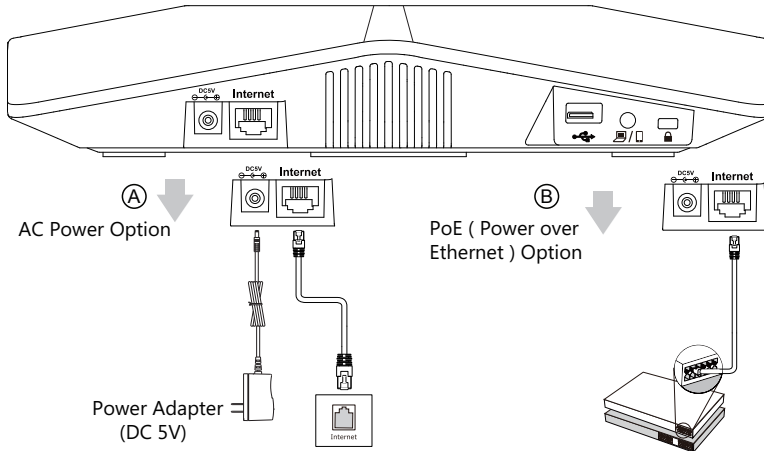 DC5V
Internet
DC5V
Internet
DC5V
Internet
A
AC Power Option
B
PoE ( Power over
Ethernet ) Option
Power Adapter
(DC 5V)
Internet